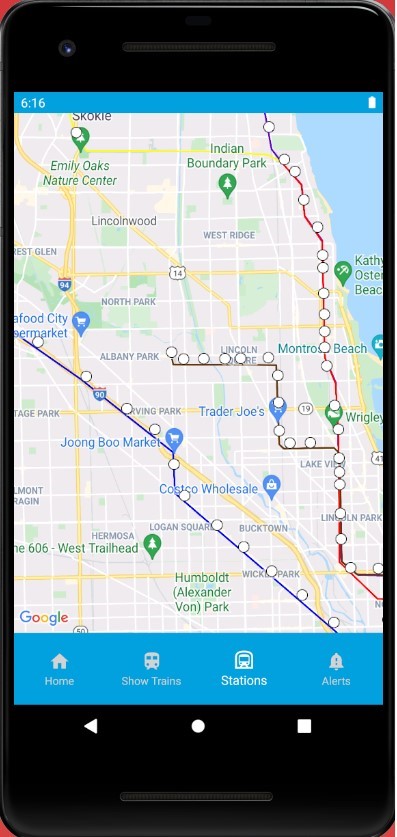 6:16
Skokie
Emily Oaks
Nature Center
Indian
Boundary Park
Lincolnwood
WEST RIDGE
REST GLEN
Kathy
Oster
Beac
14
94
NORTH PARK
afood City
permarket
ALBANY PARK
LINCOLN
SQUARE
Montrose Beach
90
IRVING PARK
TAGE PARK
Trader Joe's
19
Wrigley
Joong Boo Market
LAKE VIEW
41
LMONT
RAGIN
Costco Wholesale
LOGAN SQUARE
BUCKTOWN
LINCOLN PARK
HERMOSA
he 606 - West Trailhead
WICKER PARK
Humboldt
(Alexander
Von) Park
Google
50
Home
Show Trains
Stations
Alerts